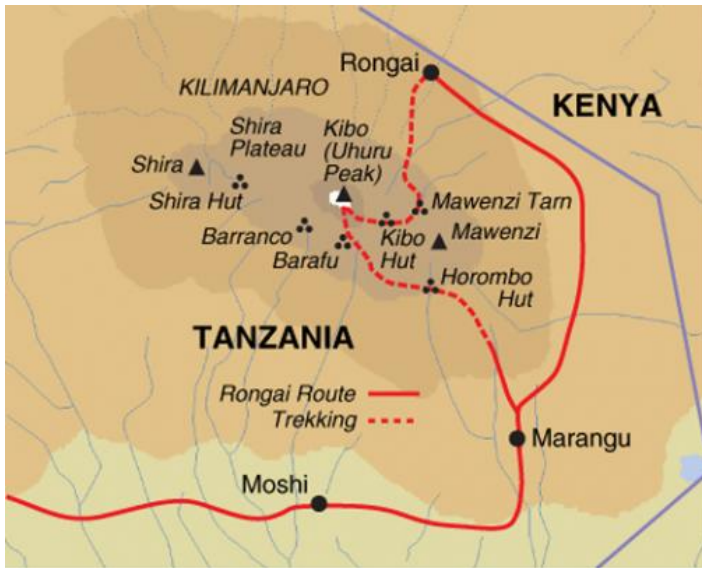 Rongai
KILIMANJARO
KENYA
Shira
Plateau
Kibo
(Uhuru
Peak)
Shira
Shira Hut
Mawenzi Tarn
Barranco
Kibo
Hut
Mawenzi
Barafu
Horombo
Hut
TANZANIA
Rongai Route
Trekking
Marangu
Moshi